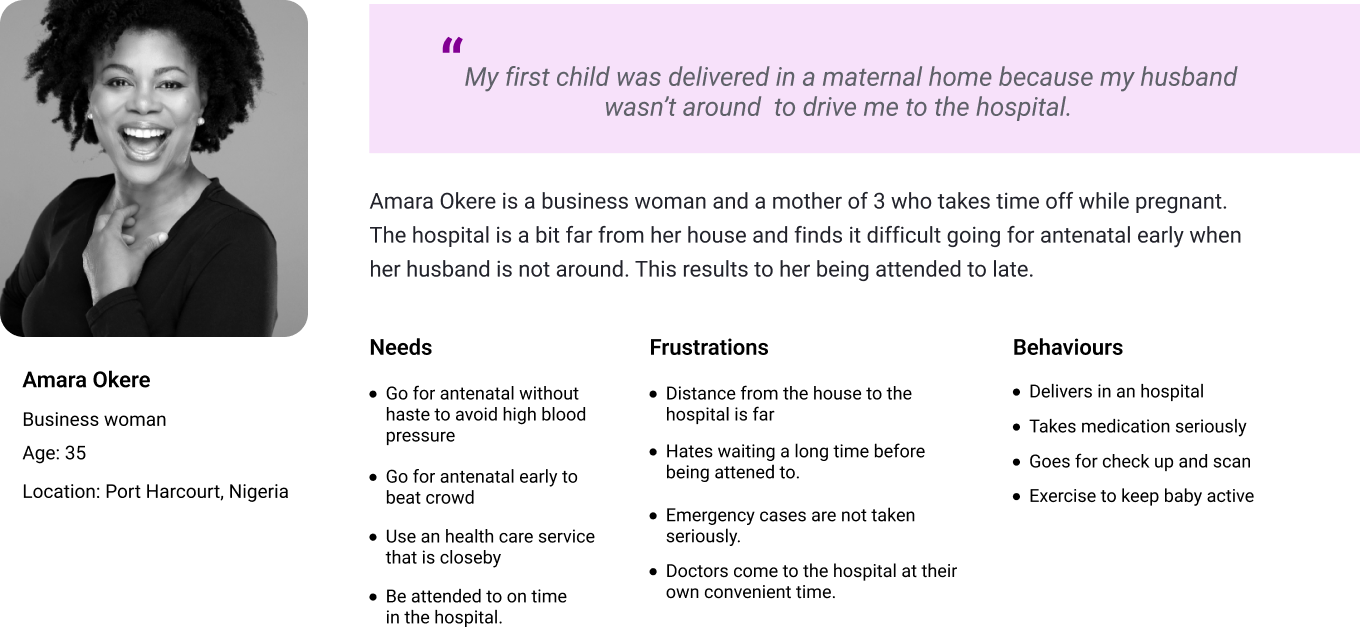 “
My first child was delivered in a maternal home because my husband
wasn’t around  to drive me to the hospital.
Amara Okere is a business woman and a mother of 3 who takes time off while pregnant.
The hospital is a bit far from her house and finds it difficult going for antenatal early when
her husband is not around. This results to her being attended to late.
Amara Okere
Business woman
Age: 35
Location: Port Harcourt, Nigeria
Needs
• Go for antenatal without
haste to avoid high blood
pressure
• Go for antenatal early to
beat crowd
• Use an health care service
that is closeby
• Be attended to on time
in the hospital.
Frustrations
• Distance from the house to the
hospital is far
• Hates waiting a long time before
being attened to.
• Emergency cases are not taken
seriously.
• Doctors come to the hospital at their
own convenient time.
Behaviours
• Delivers in an hospital
• Takes medication seriously
• Goes for check up and scan
• Exercise to keep baby active